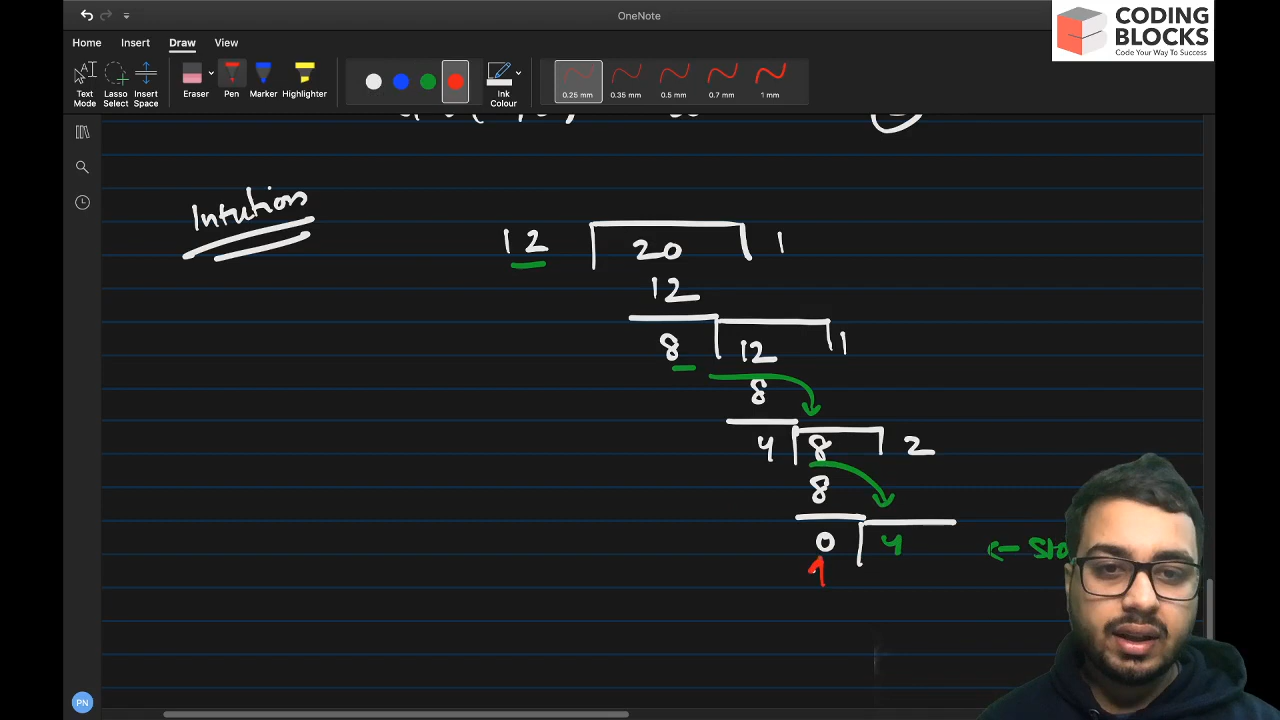 OneNote
CODING
BLOCKS
Code Your Way To Success
Home Insert Draw View
Text Mode
Lasso Select
Insert Space
Eraser
Pen
Marker
Highlighter
Ink Colour
0.25 mm
0.35 mm
0.5 mm
0.7 mm
1 mm
Intution
12 20 1
12
8 12 1
8
4 8 2
8
0 4 ← Sto
PN